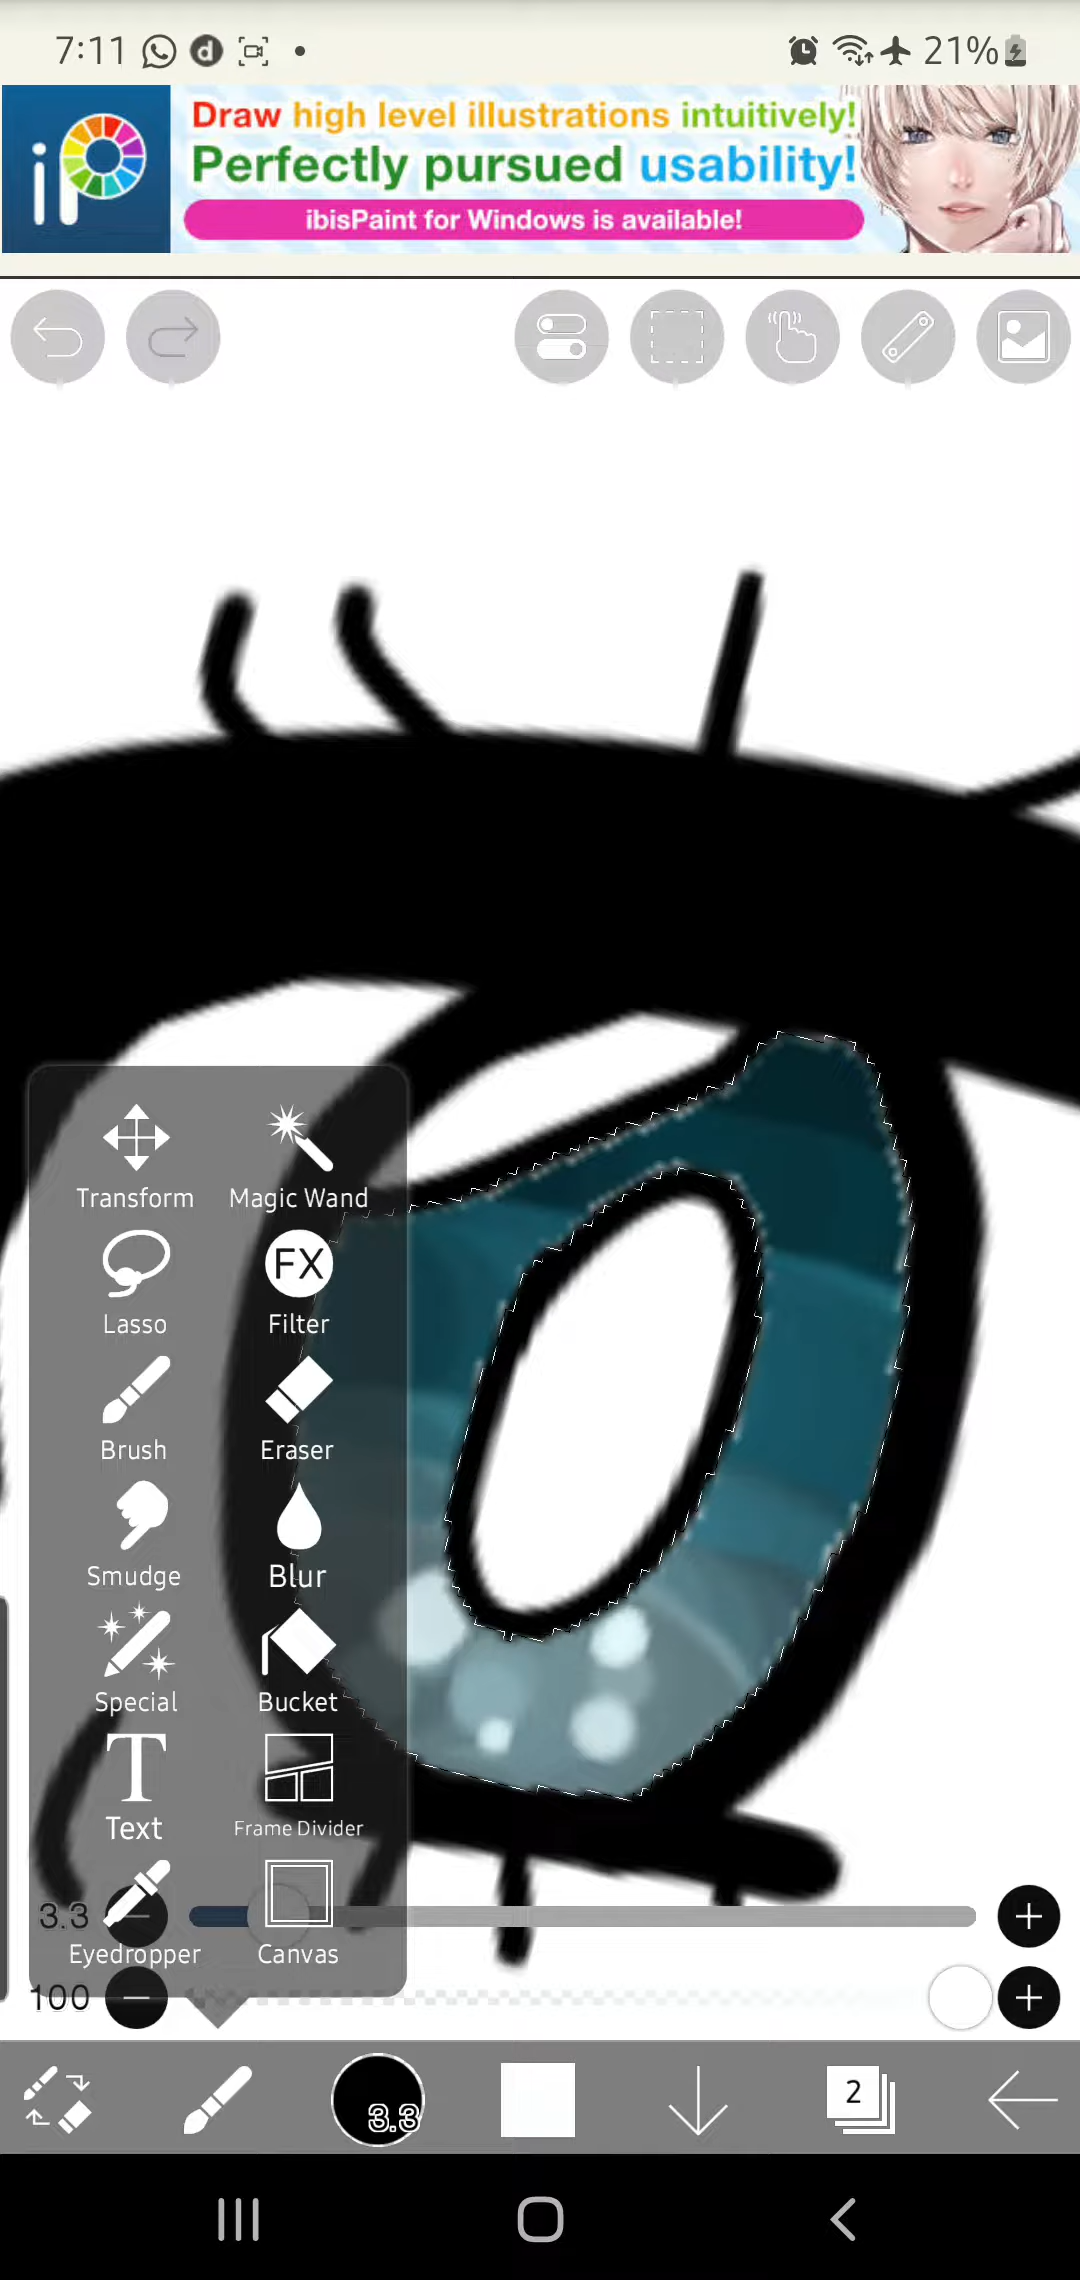 7:11
21%
iP
Draw high level illustrations intuitively!
Perfectly pursued usability!
ibisPaint for Windows is available!
Transform Magic Wand
FX
Lasso Filter
Brush Eraser
Smudge Blur
Special Bucket
T
Text Frame Divider
3.3
Eyedropper Canvas
100
3.3
2